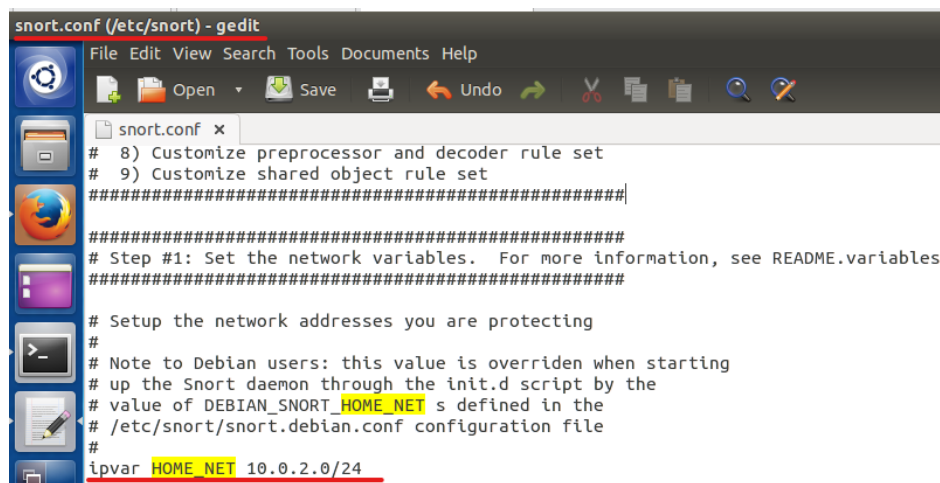 snort.conf (/etc/snort) - gedit
File Edit View Search Tools Documents Help
Open Save Undo
snort.conf ×
#  8) Customize preprocessor and decoder rule set
#  9) Customize shared object rule set
###################################################

###################################################
# Step #1: Set the network variables.  For more information, see README.variables
###################################################

# Setup the network addresses you are protecting
#
# Note to Debian users: this value is overriden when starting
# up the Snort daemon through the init.d script by the
# value of DEBIAN_SNORT_HOME_NET s defined in the
# /etc/snort/snort.debian.conf configuration file
#
ipvar HOME_NET 10.0.2.0/24